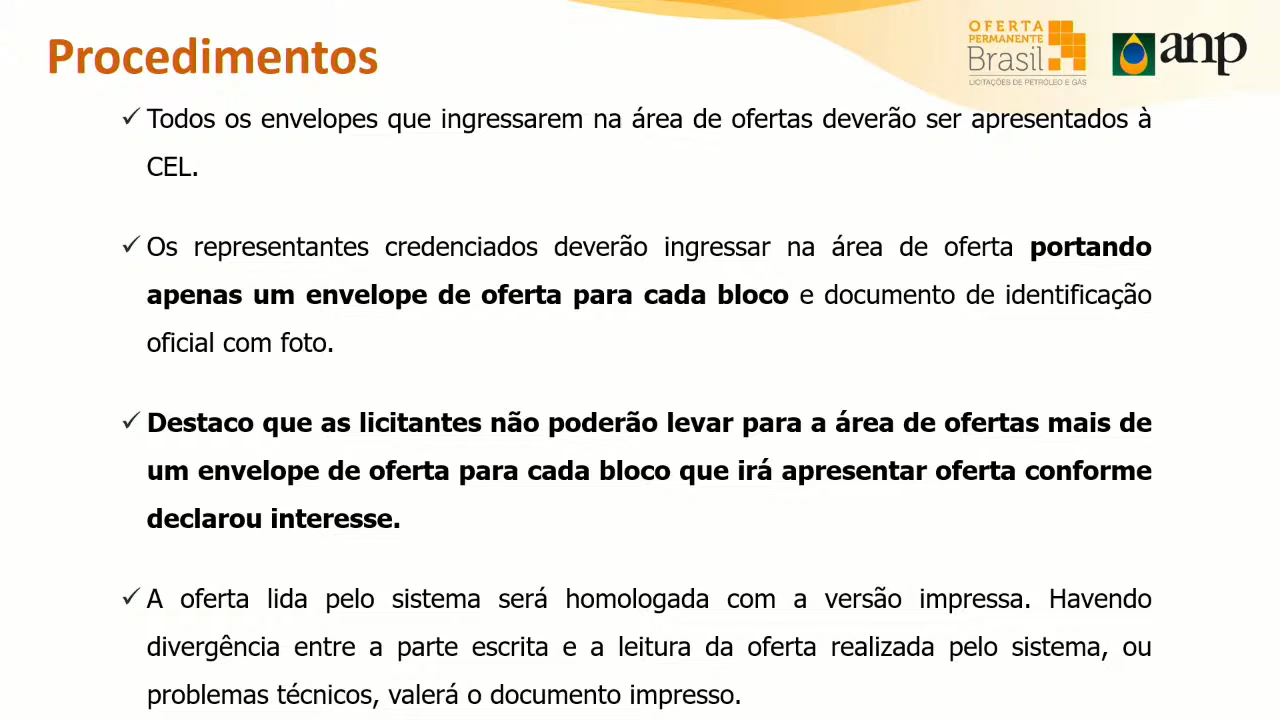 Procedimentos
OFERTA
PERMANENTE
Brasil
LICITAÇÕES DE PETRÓLEO E GÁS
anp
✓ Todos os envelopes que ingressarem na área de ofertas deverão ser apresentados à
CEL.
✓ Os representantes credenciados deverão ingressar na área de oferta portando
apenas um envelope de oferta para cada bloco e documento de identificação
oficial com foto.
✓ Destaco que as licitantes não poderão levar para a área de ofertas mais de
um envelope de oferta para cada bloco que irá apresentar oferta conforme
declarou interesse.
✓ A oferta lida pelo sistema será homologada com a versão impressa. Havendo
divergência entre a parte escrita e a leitura da oferta realizada pelo sistema, ou
problemas técnicos, valerá o documento impresso.